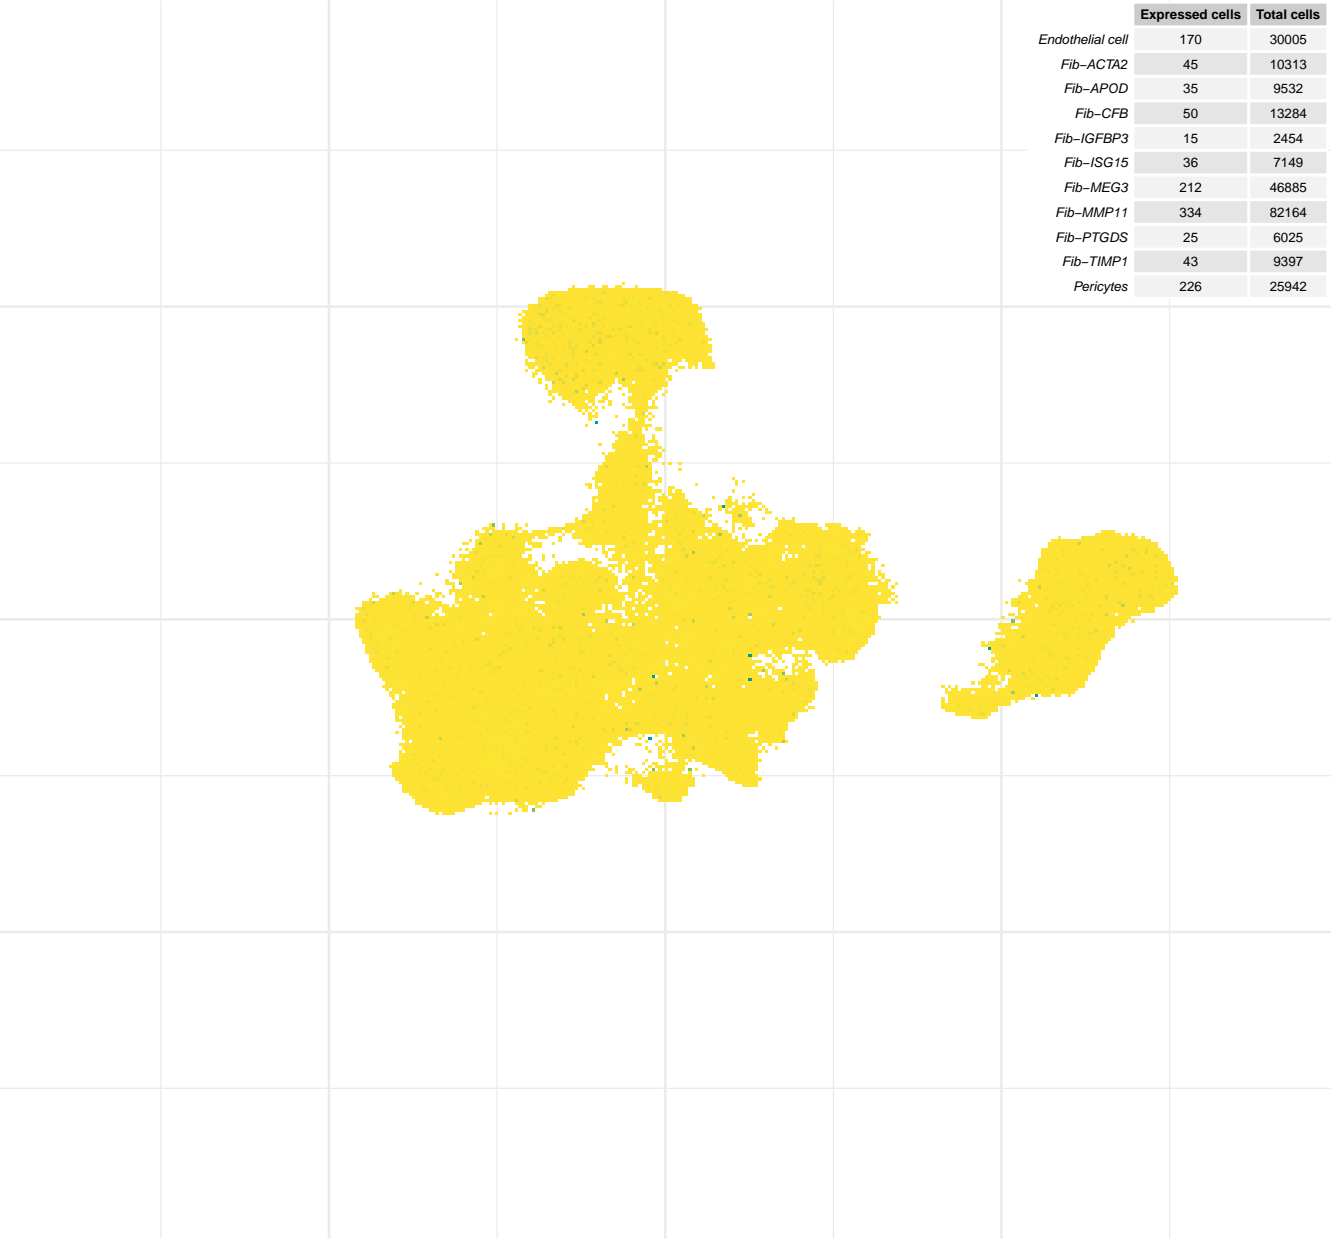 Expressed cells Total cells
Endothelial cell 170 30005
Fib−ACTA2 45 10313
Fib−APOD 35 9532
Fib−CFB 50 13284
Fib−IGFBP3 15 2454
Fib−ISG15 36 7149
Fib−MEG3 212 46885
Fib−MMP11 334 82164
Fib−PTGDS 25 6025
Fib−TIMP1 43 9397
Pericytes 226 25942